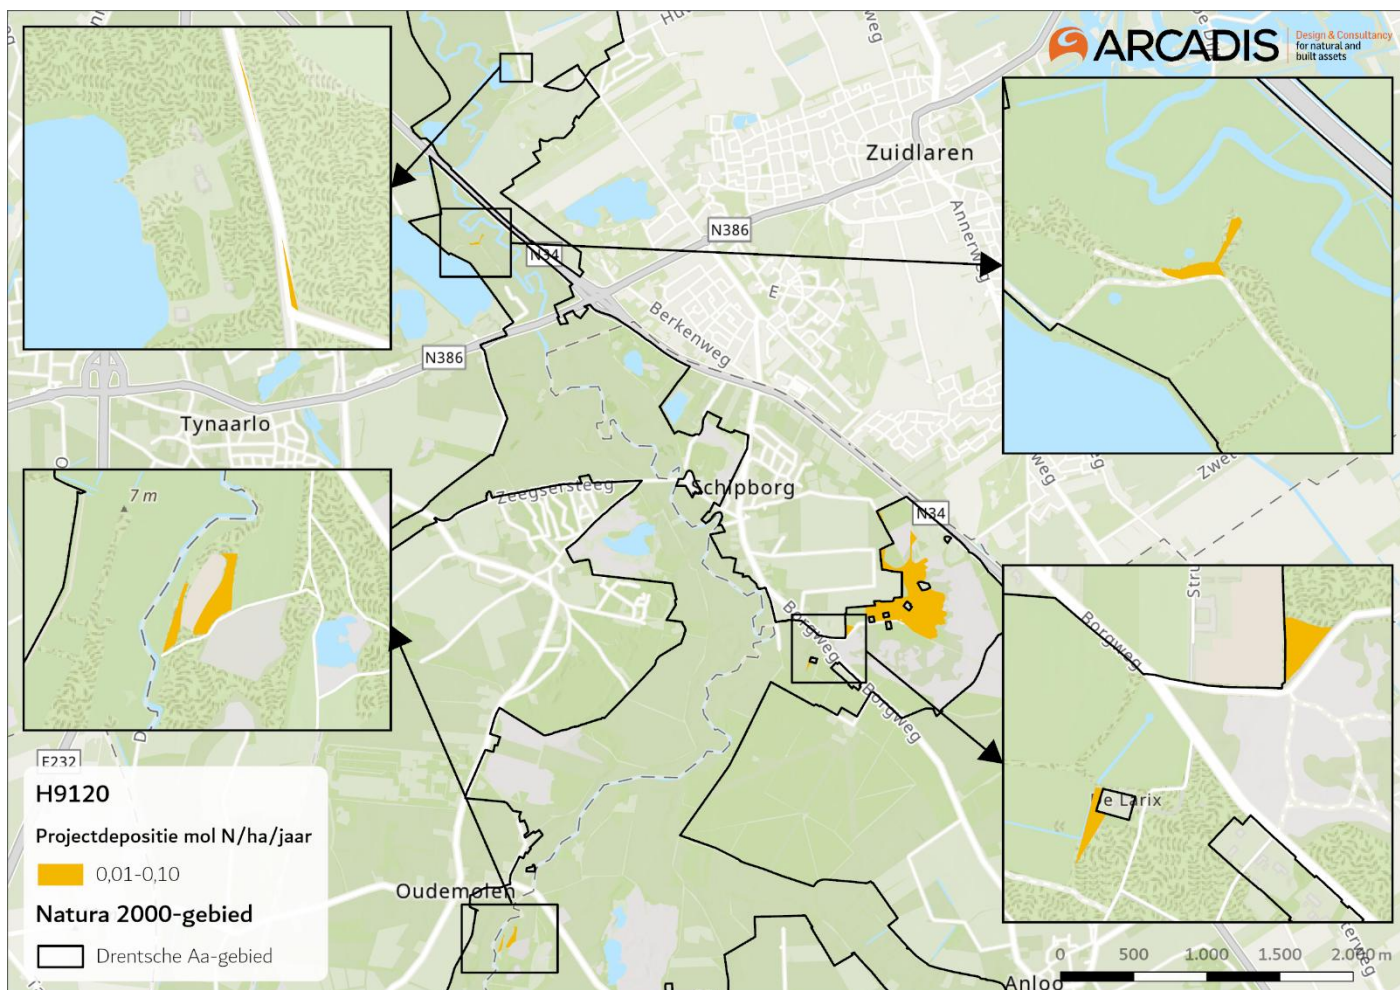 ARCADIS
Design & Consultancy
for natural and
built assets
Zuidlaren
Annerweg
N386
N34
E
Berkenweg
N386
Tynaarlo
Zeegsersteeg
Schipborg
N34
7 m
Borgweg
Borgweg
Borgweg
De Larix
E232
Oudemolen
Anloo
H9120
Projectdepositie mol N/ha/jaar
0,01-0,10
Natura 2000-gebied
Drentsche Aa-gebied
0 500 1.000 1.500 2.000 m